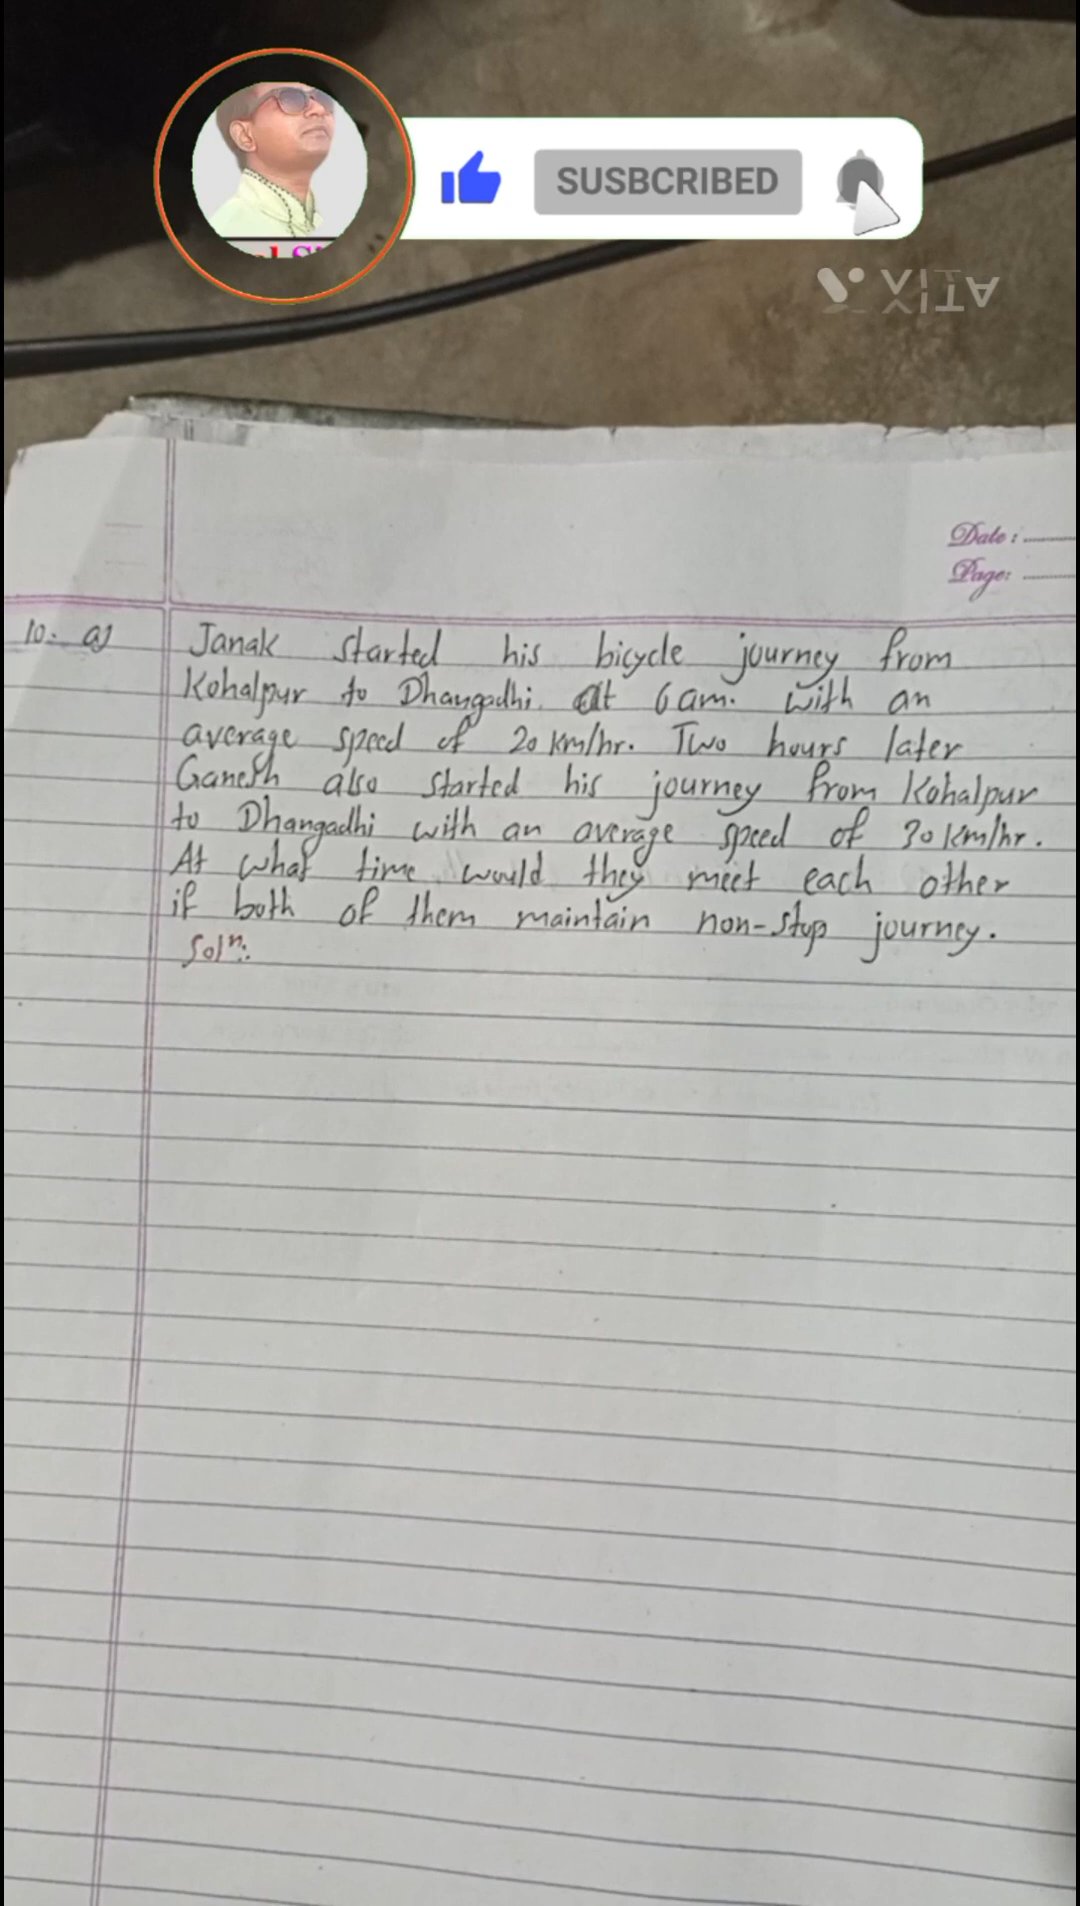 SUSBCRIBED
VITA
Date:
Page:
10. a) Janak started his bicycle journey from
Kohalpur to Dhangadhi. At 6 am. with an
average speed of 20 km/hr. Two hours later
Ganesh also started his journey from Kohalpur
to Dhangadhi with an average speed of 30 km/hr.
At what time would they meet each other
if both of them maintain non-stop journey.
Solⁿ: